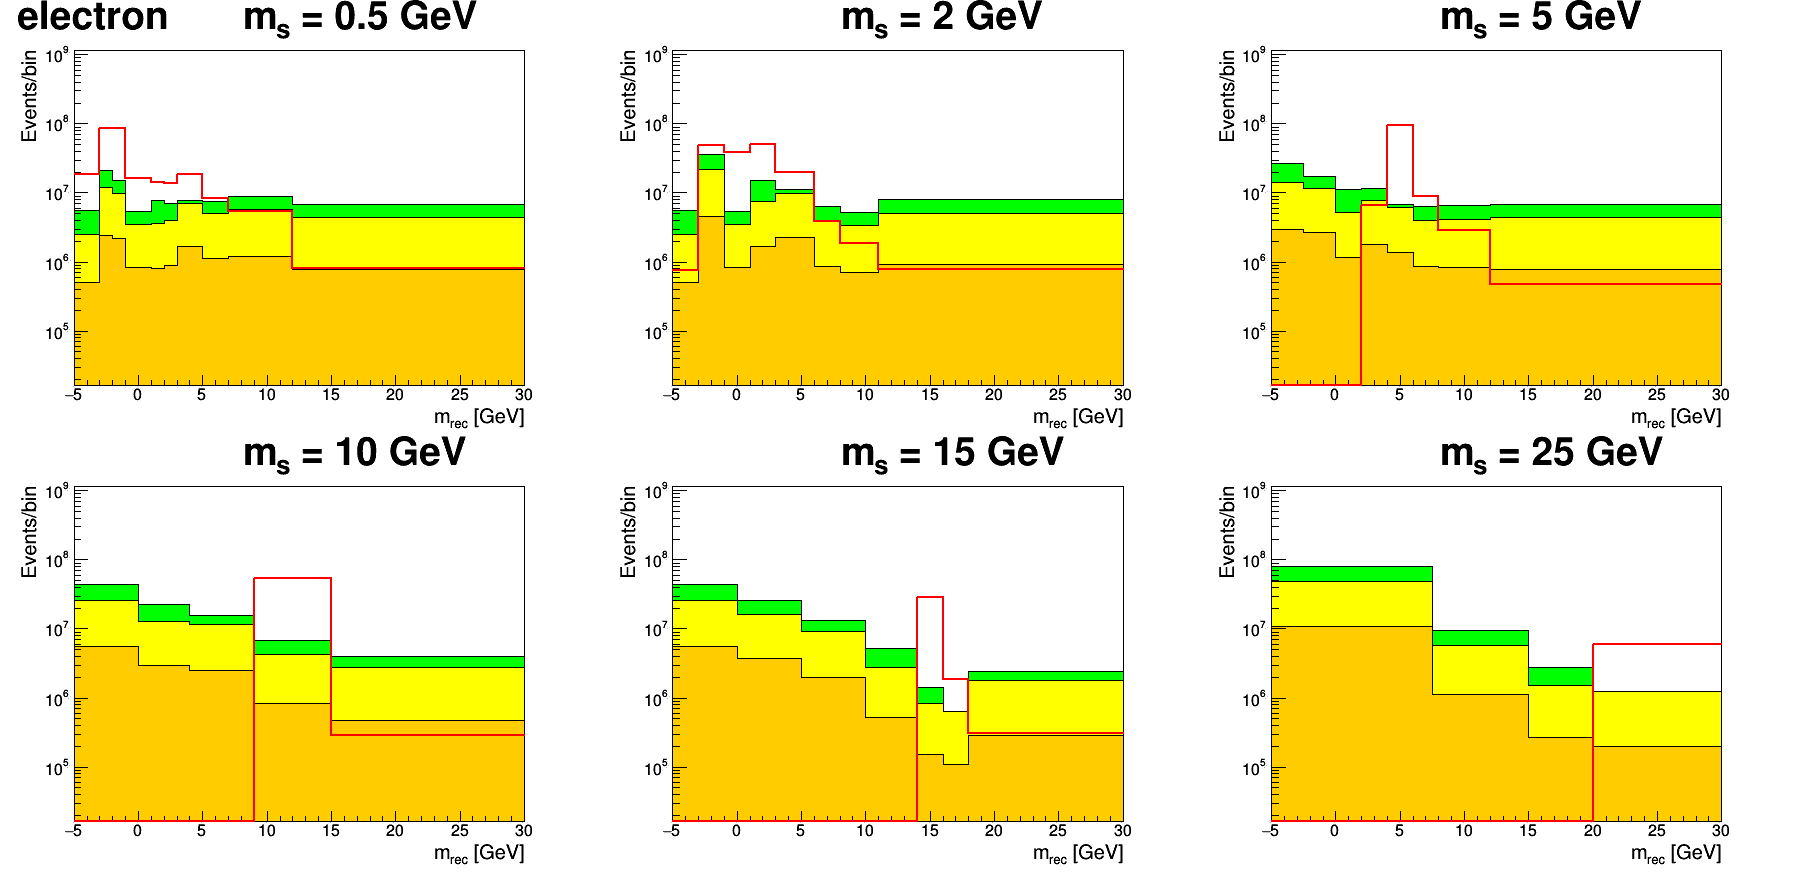 electron m_s = 0.5 GeV
Events/bin
10^9
10^8
10^7
10^6
10^5
−5 0 5 10 15 20 25 30
m_rec [GeV]
m_s = 2 GeV
Events/bin
10^9
10^8
10^7
10^6
10^5
−5 0 5 10 15 20 25 30
m_rec [GeV]
m_s = 5 GeV
Events/bin
10^9
10^8
10^7
10^6
10^5
−5 0 5 10 15 20 25 30
m_rec [GeV]
m_s = 10 GeV
Events/bin
10^9
10^8
10^7
10^6
10^5
−5 0 5 10 15 20 25 30
m_rec [GeV]
m_s = 15 GeV
Events/bin
10^9
10^8
10^7
10^6
10^5
−5 0 5 10 15 20 25 30
m_rec [GeV]
m_s = 25 GeV
Events/bin
10^9
10^8
10^7
10^6
10^5
−5 0 5 10 15 20 25 30
m_rec [GeV]